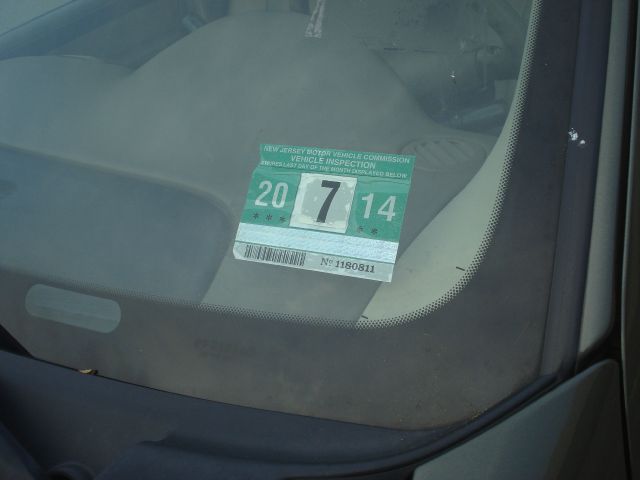 NEW JERSEY MOTOR VEHICLE COMMISSION
VEHICLE INSPECTION
EXPIRES LAST DAY OF THE MONTH DISPLAYED BELOW
20 7 14
*** **
Nº 1180811